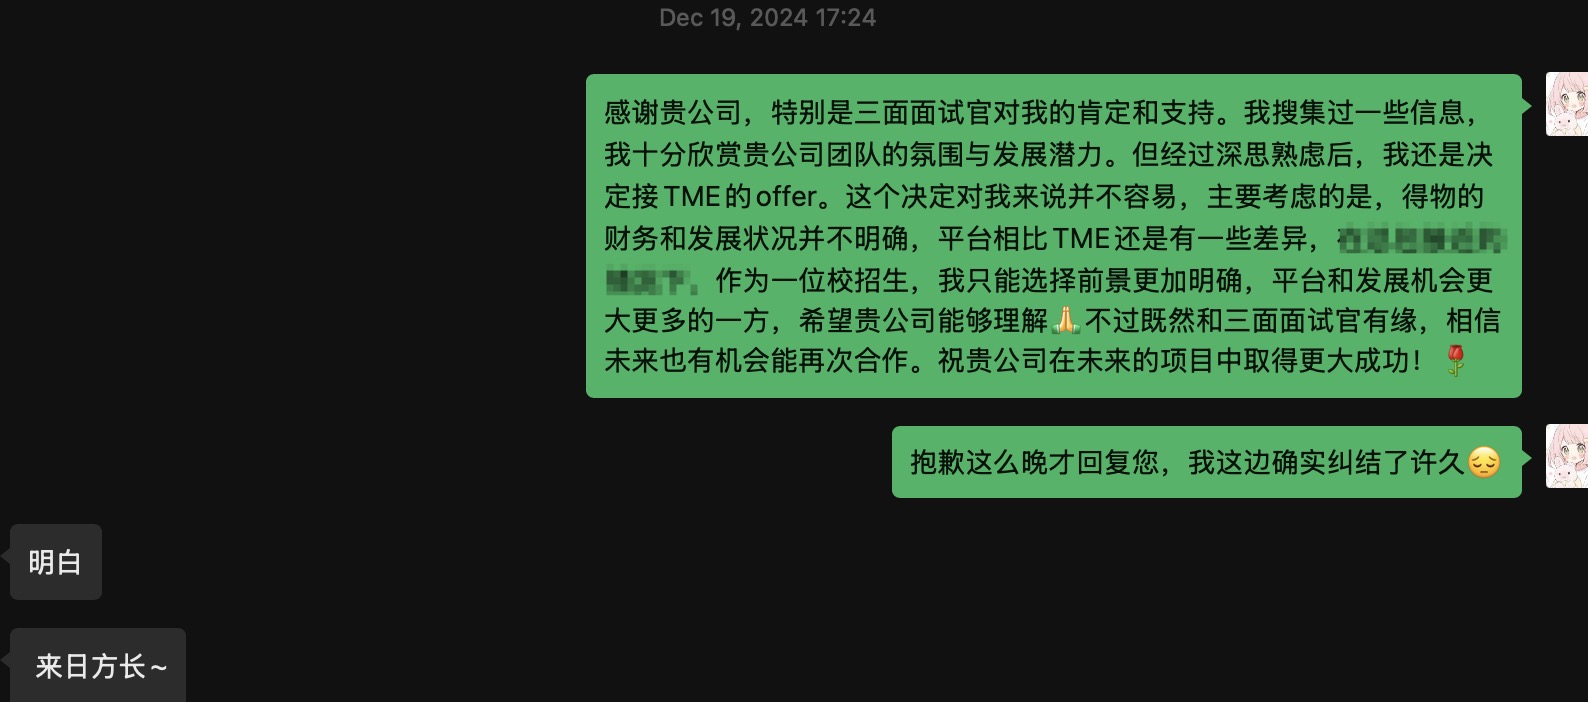 Dec 19, 2024 17:24
感谢贵公司，特别是三面面试官对我的肯定和支持。我搜集过一些信息，
我十分欣赏贵公司团队的氛围与发展潜力。但经过深思熟虑后，我还是决
定接TME的offer。这个决定对我来说并不容易，主要考虑的是，得物的
财务和发展状况并不明确，平台相比TME还是有一些差异，
作为一位校招生，我只能选择前景更加明确，平台和发展机会更
大更多的一方，希望贵公司能够理解🙏不过既然和三面面试官有缘，相信
未来也有机会能再次合作。祝贵公司在未来的项目中取得更大成功！🌹
抱歉这么晚才回复您，我这边确实纠结了许久😔
明白
来日方长~